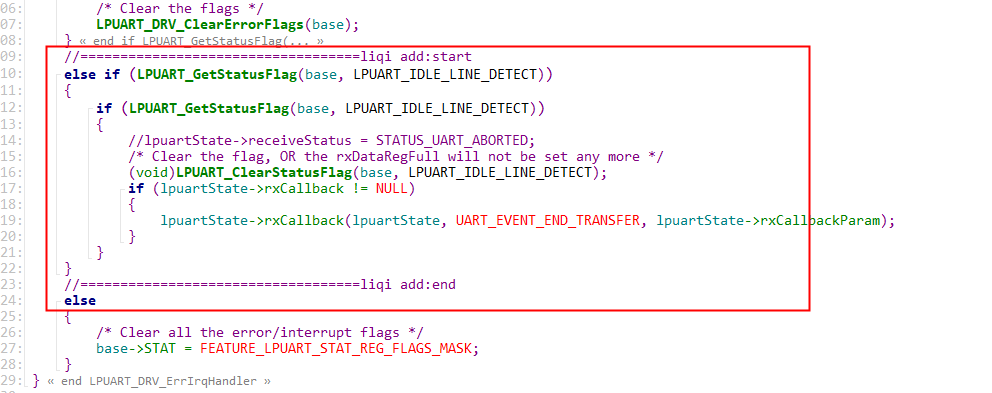 06: /* Clear the flags */
07: LPUART_DRV_ClearErrorFlags(base);
08: } « end if LPUART_GetStatusFlag(... »
09: //===================================liqi add:start
10: else if (LPUART_GetStatusFlag(base, LPUART_IDLE_LINE_DETECT))
11: {
12: if (LPUART_GetStatusFlag(base, LPUART_IDLE_LINE_DETECT))
13: {
14: //lpuartState->receiveStatus = STATUS_UART_ABORTED;
15: /* Clear the flag, OR the rxDataRegFull will not be set any more */
16: (void)LPUART_ClearStatusFlag(base, LPUART_IDLE_LINE_DETECT);
17: if (lpuartState->rxCallback != NULL)
18: {
19: lpuartState->rxCallback(lpuartState, UART_EVENT_END_TRANSFER, lpuartState->rxCallbackParam);
20: }
21: }
22: }
23: //===================================liqi add:end
24: else
25: {
26: /* Clear all the error/interrupt flags */
27: base->STAT = FEATURE_LPUART_STAT_REG_FLAGS_MASK;
28: }
29: } « end LPUART_DRV_ErrIrqHandler »